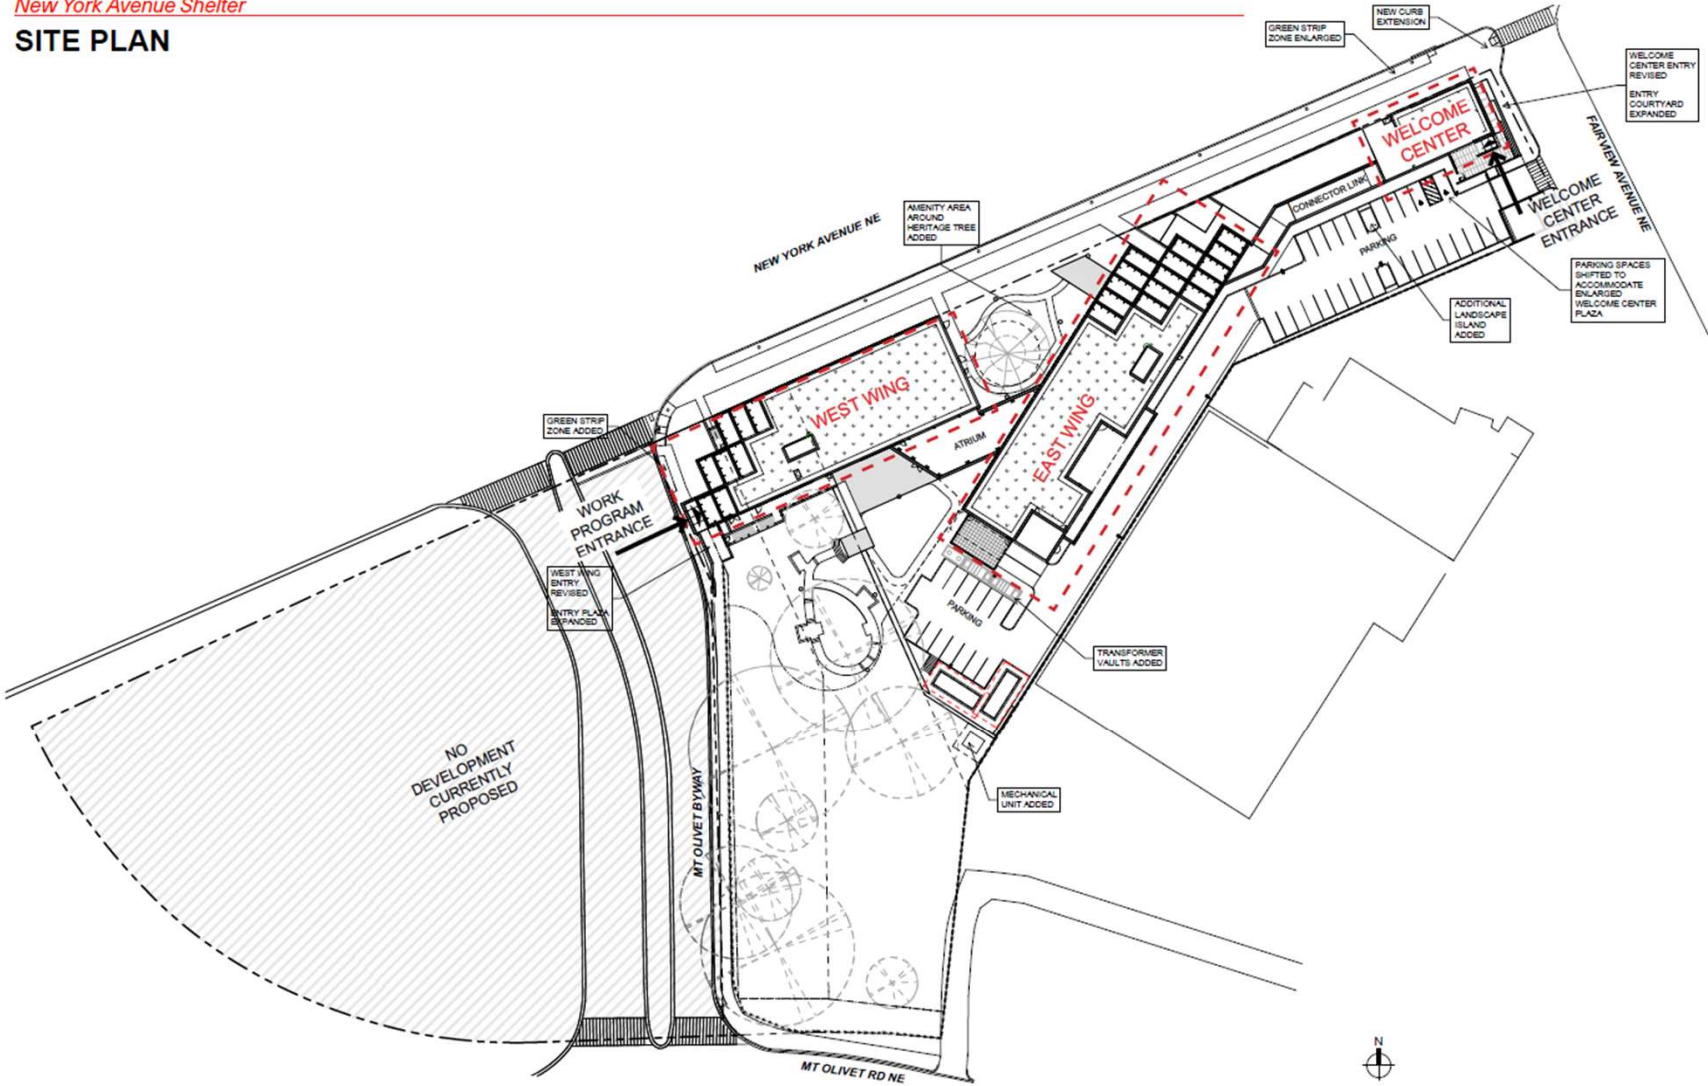 New York Avenue Shelter
SITE PLAN
GREEN STRIP
ZONE ENLARGED
NEW CURB
EXTENSION
WELCOME
CENTER ENTRY
REVISED
ENTRY
COURTYARD
EXPANDED
WELCOME
CENTER
FAIRVIEW AVENUE NE
CONNECTOR LINK
WELCOME
CENTER
ENTRANCE
PARKING
AMENITY AREA
AROUND
HERITAGE TREE
ADDED
NEW YORK AVENUE NE
PARKING SPACES
SHIFTED TO
ACCOMMODATE
ENLARGED
WELCOME CENTER
PLAZA
ADDITIONAL
LANDSCAPE
ISLAND
ADDED
WEST WING
EAST WING
ATRIUM
GREEN STRIP
ZONE ADDED
WORK
PROGRAM
ENTRANCE
WEST WING
ENTRY
REVISED
ENTRY PLAZA
EXPANDED
PARKING
TRANSFORMER
VAULTS ADDED
NO
DEVELOPMENT
CURRENTLY
PROPOSED
MT OLIVET BYWAY
MECHANICAL
UNIT ADDED
MT OLIVET RD NE
N